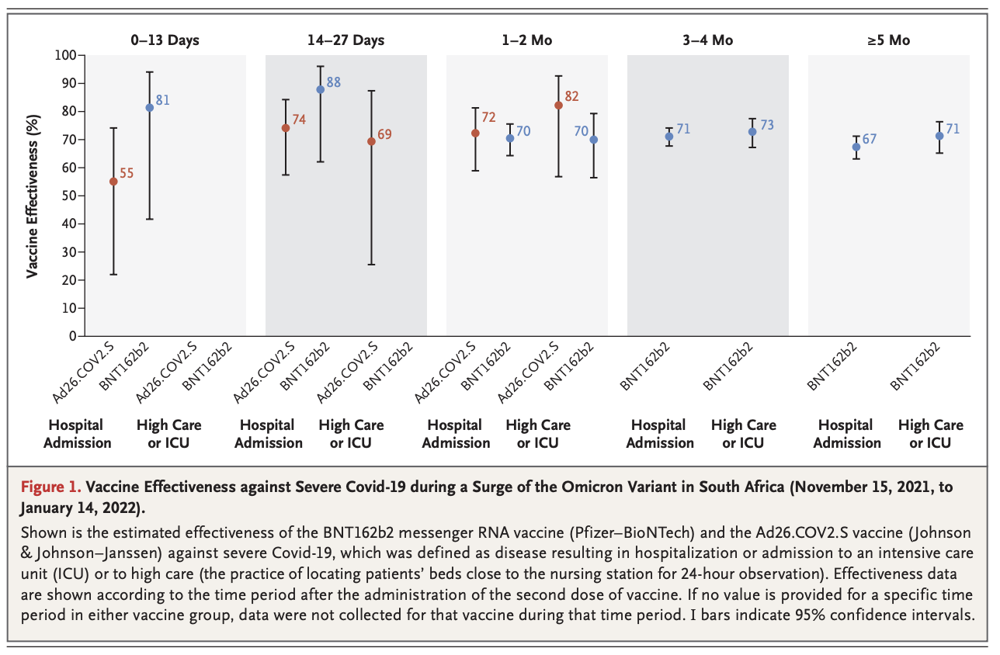 0–13 Days 14–27 Days 1–2 Mo 3–4 Mo ≥5 Mo
Vaccine Effectiveness (%)
100
90
80
70
60
50
40
30
20
10
0
55
81
74
88
69
72
70
82
70
71
73
67
71
Ad26.COV2.S BNT162b2 Ad26.COV2.S BNT162b2 Ad26.COV2.S BNT162b2 Ad26.COV2.S BNT162b2 Ad26.COV2.S BNT162b2 Ad26.COV2.S BNT162b2 BNT162b2 BNT162b2 BNT162b2 BNT162b2
Hospital High Care Hospital High Care Hospital High Care Hospital High Care Hospital High Care
Admission or ICU Admission or ICU Admission or ICU Admission or ICU Admission or ICU
Figure 1. Vaccine Effectiveness against Severe Covid-19 during a Surge of the Omicron Variant in South Africa (November 15, 2021, to
January 14, 2022).
Shown is the estimated effectiveness of the BNT162b2 messenger RNA vaccine (Pfizer–BioNTech) and the Ad26.COV2.S vaccine (Johnson
& Johnson–Janssen) against severe Covid-19, which was defined as disease resulting in hospitalization or admission to an intensive care
unit (ICU) or to high care (the practice of locating patients’ beds close to the nursing station for 24-hour observation). Effectiveness data
are shown according to the time period after the administration of the second dose of vaccine. If no value is provided for a specific time
period in either vaccine group, data were not collected for that vaccine during that time period. I bars indicate 95% confidence intervals.